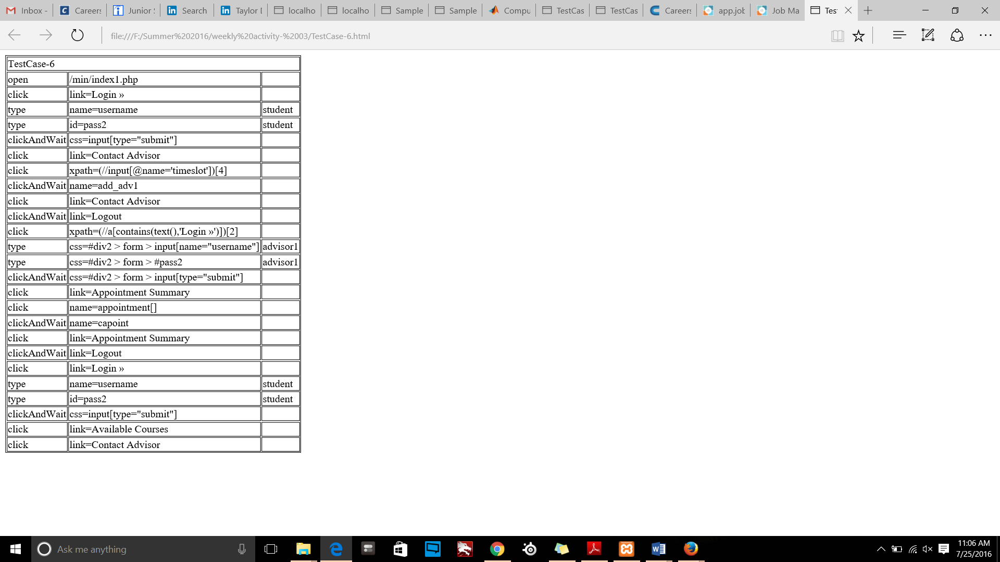 Inbox -
Careers
Junior
Search
Taylor
localho
localho
Sample
Sample
Compu
TestCas
TestCas
Careers
app.job
Job Ma
Tes
file:///F:/Summer%202016/weekly%20activity-%2003/TestCase-6.html
TestCase-6
open /min/index1.php
click link=Login »
type name=username student
type id=pass2 student
clickAndWait css=input[type="submit"]
click link=Contact Advisor
click xpath=(//input[@name='timeslot'])[4]
clickAndWait name=add_adv1
click link=Contact Advisor
clickAndWait link=Logout
click xpath=(//a[contains(text(),'Login »')])[2]
type css=#div2 > form > input[name="username"] advisor1
type css=#div2 > form > #pass2 advisor1
clickAndWait css=#div2 > form > input[type="submit"]
click link=Appointment Summary
click name=appointment[]
clickAndWait name=capoint
click link=Appointment Summary
clickAndWait link=Logout
click link=Login »
type name=username student
type id=pass2 student
clickAndWait css=input[type="submit"]
click link=Available Courses
click link=Contact Advisor
Ask me anything
11:06 AM
7/25/2016